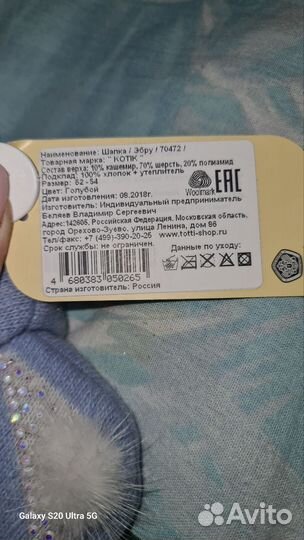 Наименование: Шапка / Эбру / 70472 /
Товарная марка: " KOTIK "
Состав верха: 10% кашемир, 70% шерсть, 20% полиамид
Подклад: 100% хлопок + утеплитель
Размер: 52 - 54
Цвет: Голубой
Дата изготовления: 08.2018г.
Изготовитель: Индивидуальный предприниматель
Беляев Владимир Сергеевич
Адрес: 142605, Российская Федерация, Московская область,
город Орехово-Зуево, улица Ленина, дом 86
Тел/факс: +7 (499)-390-20-25 www.totti-shop.ru
Срок службы: не ограничен.
Woolmark
EAC
Данные по уходу:
4 680383 050265
Страна изготовитель: Россия
Galaxy S20 Ultra 5G
Avito